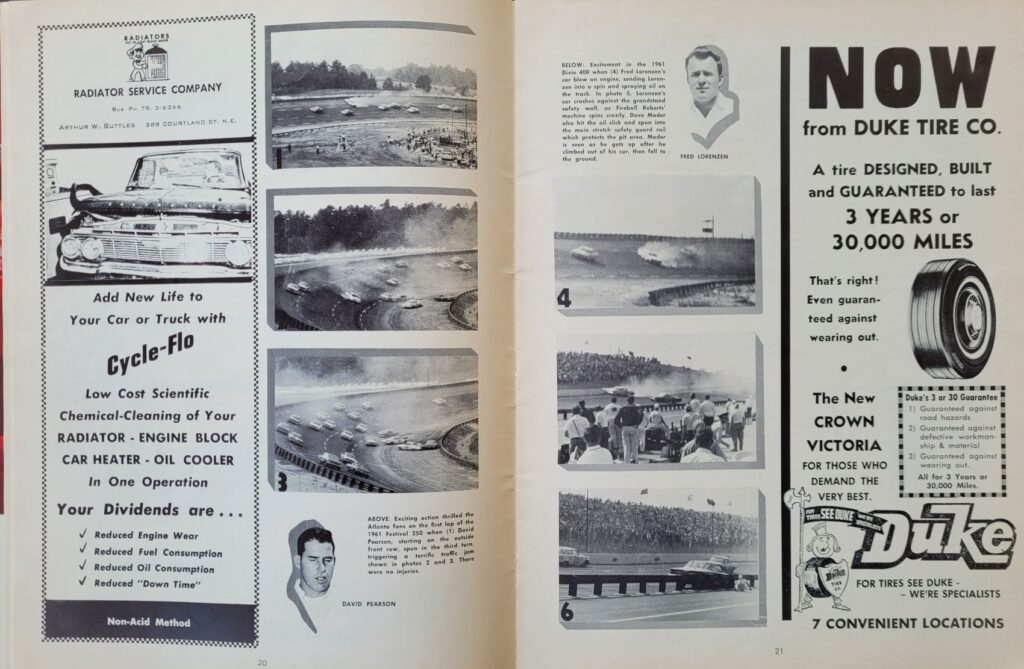 RADIATORS
RADIATOR SERVICE COMPANY
Bus. Ph. TR. 2-6366
ARTHUR W. SUTTLES 389 COURTLAND ST. N.E.
Add New Life to
Your Car or Truck with
Cycle-Flo
Low Cost Scientific
Chemical-Cleaning of Your
RADIATOR - ENGINE BLOCK
CAR HEATER - OIL COOLER
In One Operation
Your Dividends are . . .
✓ Reduced Engine Wear
✓ Reduced Fuel Consumption
✓ Reduced Oil Consumption
✓ Reduced "Down Time"
Non-Acid Method
1
3
ABOVE: Exciting action thrilled the
Atlanta fans on the first lap of the
1961 Festival 250 when (1) David
Pearson, starting on the outside
front row, spun in the third turn,
triggering a terrific traffic jam
shown in photos 2 and 3. There
were no injuries.
DAVID PEARSON
20
BELOW: Excitement in the 1961
Dixie 400 when (4) Fred Lorenzen's
car blew an engine, sending Loren-
zen into a spin and spraying oil on
the track. In photo 5, Lorenzen's
car crashes against the grandstand
safety wall, as Fireball Roberts'
machine spins crazily. Dave Mader
also hit the oil slick and spun into
the main stretch safety guard rail
which protects the pit area. Mader
is seen as he gets up after he
climbed out of his car, then fell to
the ground.
FRED LORENZEN
4
6
21
NOW
from DUKE TIRE CO.
A tire DESIGNED, BUILT
and GUARANTEED to last
3 YEARS or
30,000 MILES
That's right!
Even guaran-
teed against
wearing out.
•
The New
CROWN
VICTORIA
FOR THOSE WHO
DEMAND THE
VERY BEST.
Duke's 3 or 30 Guarantee
1) Guaranteed against
road hazards
2) Guaranteed against
defective workman-
ship & material
3) Guaranteed against
wearing out.
All for 3 Years or
30,000 Miles.
FOR TIRES SEE DUKE WE'RE SPECIALISTS
Duke
Duke
TIRE CO.
FOR TIRES SEE DUKE -
- WE'RE SPECIALISTS
7 CONVENIENT LOCATIONS